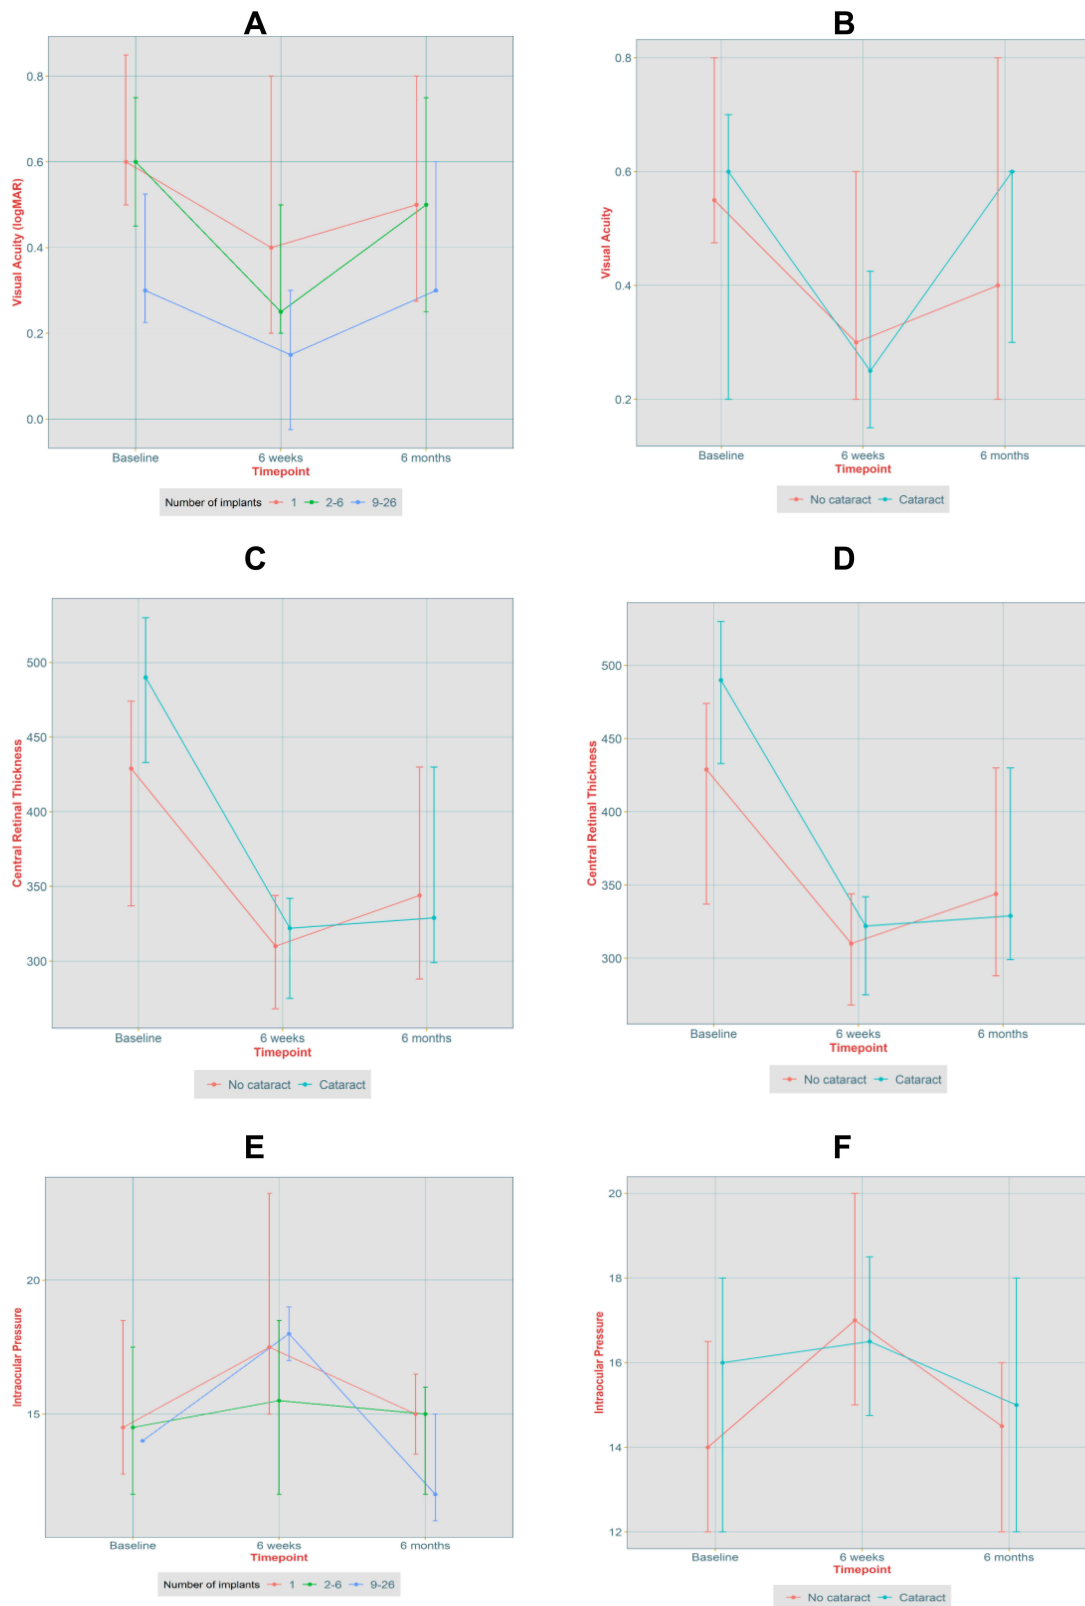 A
Visual Acuity (logMAR)
0.8
0.6
0.4
0.2
0.0
Baseline 6 weeks 6 months
Timepoint
Number of implants 1 2-6 9-26
B
Visual Acuity
0.8
0.6
0.4
0.2
Baseline 6 weeks 6 months
Timepoint
No cataract Cataract
C
Central Retinal Thickness
500
450
400
350
300
Baseline 6 weeks 6 months
Timepoint
No cataract Cataract
D
Central Retinal Thickness
500
450
400
350
300
Baseline 6 weeks 6 months
Timepoint
No cataract Cataract
E
Intraocular Pressure
20
15
Baseline 6 weeks 6 months
Timepoint
Number of implants 1 2-6 9-26
F
Intraocular Pressure
20
18
16
14
12
Baseline 6 weeks 6 months
Timepoint
No cataract Cataract